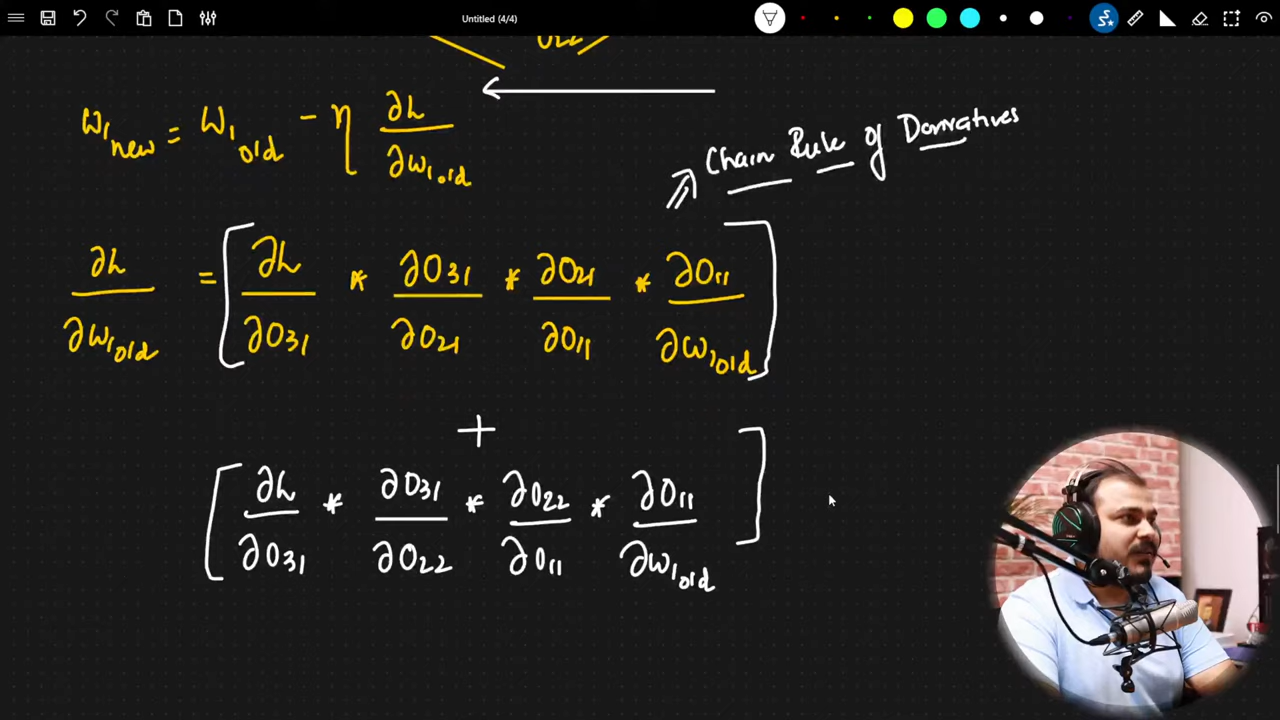 Untitled (4/4)
O22
W1new = W1old - η ∂L/∂W1old
⇒ Chain Rule of Derivatives
∂L/∂W1old = [∂L/∂O31 * ∂O31/∂O21 * ∂O21/∂O11 * ∂O11/∂W1old]
+
[∂L/∂O31 * ∂O31/∂O22 * ∂O22/∂O11 * ∂O11/∂W1old]